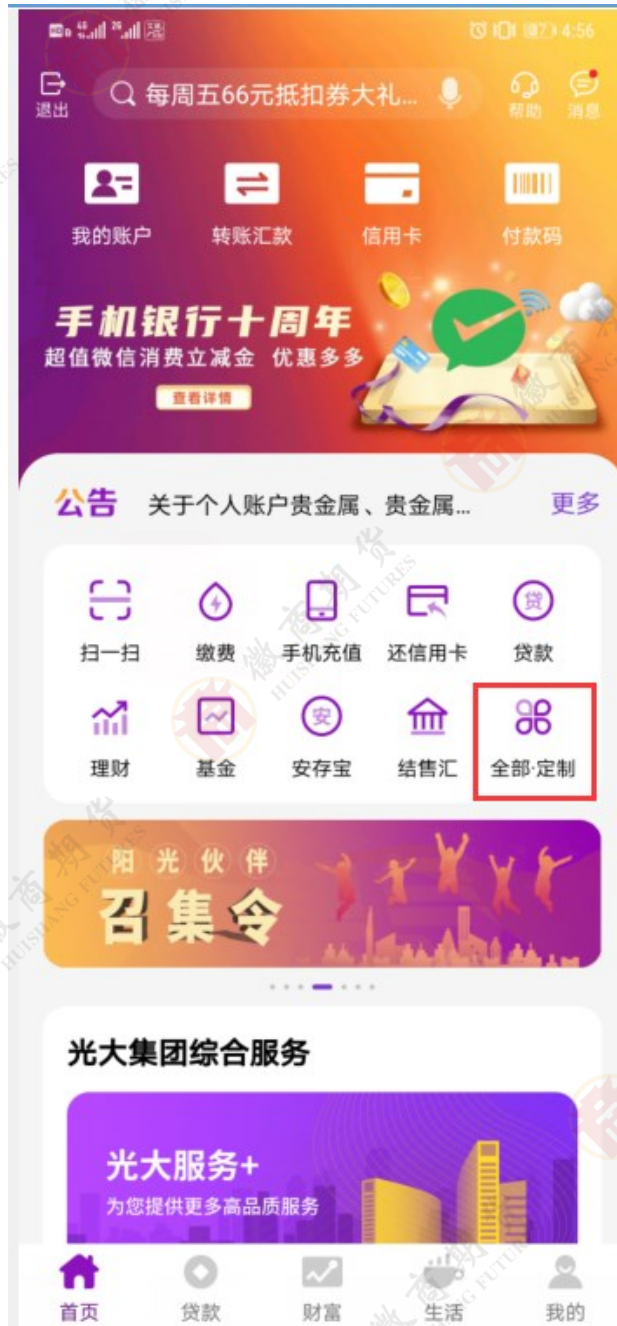 4:56
退出
每周五66元抵扣券大礼...
帮助
消息
我的账户
转账汇款
信用卡
付款码
手机银行十周年
超值微信消费立减金 优惠多多
查看详情
公告
关于个人账户贵金属、贵金属...
更多
扫一扫
缴费
手机充值
还信用卡
贷款
理财
基金
安存宝
结售汇
全部·定制
阳光伙伴
召集令
光大集团综合服务
光大服务+
为您提供更多高品质服务
首页
贷款
财富
生活
我的
徽商期货
HUISHANG FUTURES